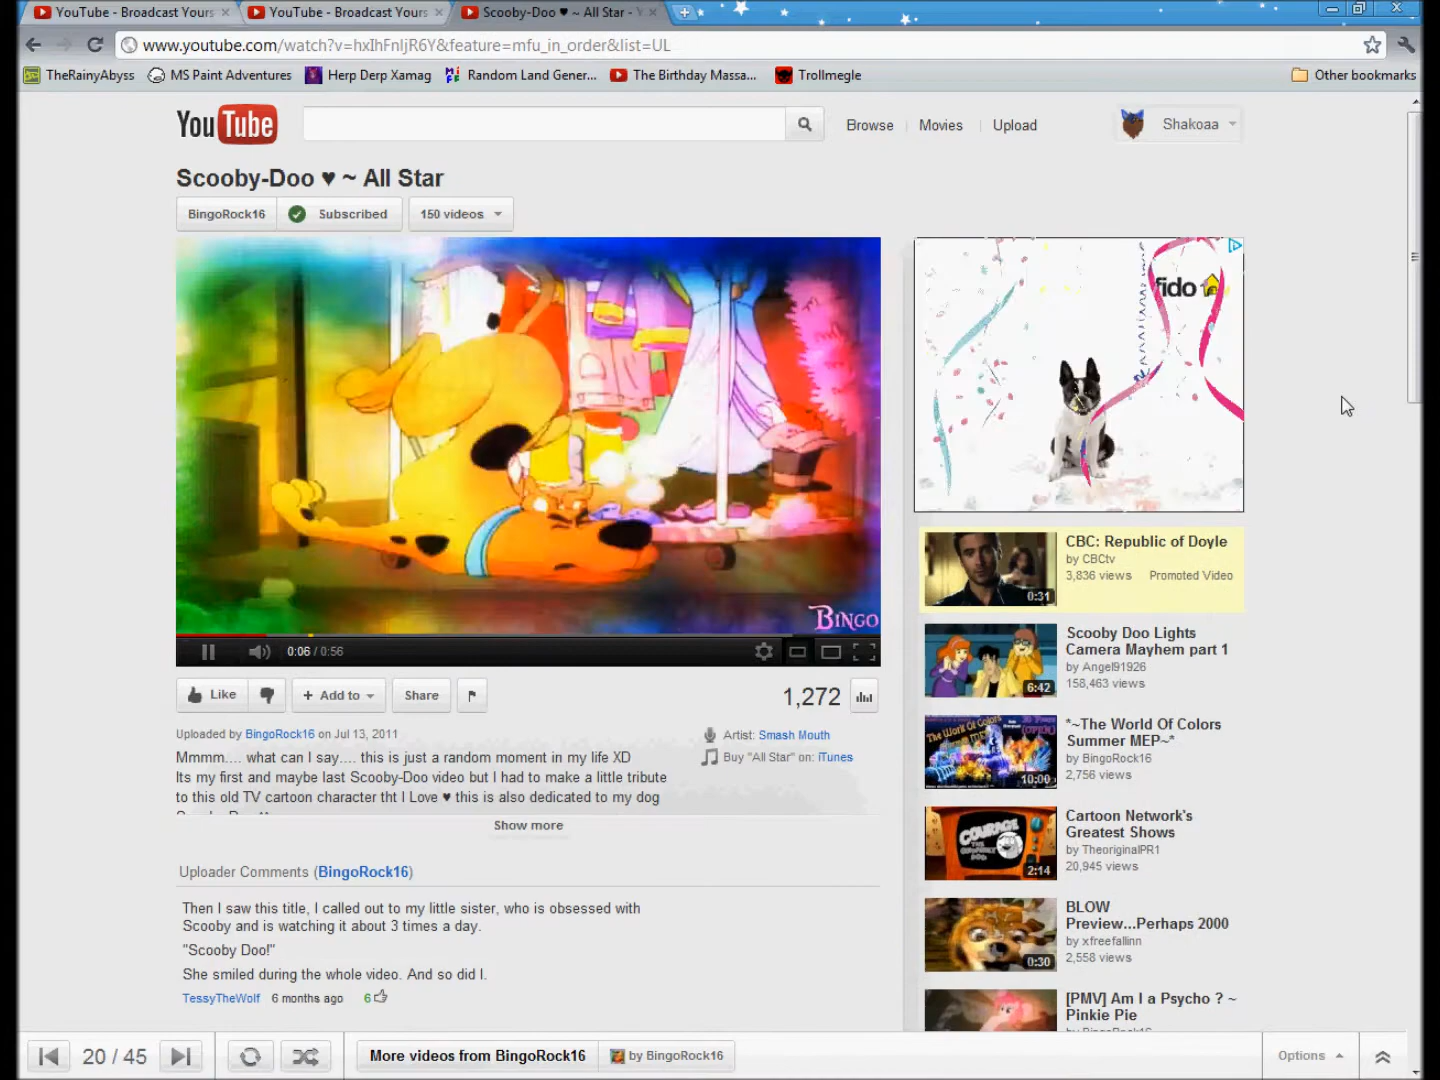 YouTube - Broadcast Yours
YouTube - Broadcast Yours
Scooby-Doo ♥ ~ All Star - Y
www.youtube.com/watch?v=hxIhFnIjR6Y&feature=mfu_in_order&list=UL
TheRainyAbyss
MS Paint Adventures
Herp Derp Xamag
Random Land Gener...
The Birthday Massa...
Trollmegle
Other bookmarks
YouTube
Browse
Movies
Upload
Shakoaa
Scooby-Doo ♥ ~ All Star
BingoRock16
Subscribed
150 videos
fido
BINGO
0:06 / 0:56
Like
+ Add to
Share
1,272
Uploaded by BingoRock16 on Jul 13, 2011
Mmmm.... what can I say.... this is just a random moment in my life XD
Its my first and maybe last Scooby-Doo video but I had to make a little tribute
to this old TV cartoon character tht I Love ♥ this is also dedicated to my dog
Artist: Smash Mouth
Buy "All Star" on: iTunes
Show more
Uploader Comments (BingoRock16)
Then I saw this title, I called out to my little sister, who is obsessed with
Scooby and is watching it about 3 times a day.
"Scooby Doo!"
She smiled during the whole video. And so did I.
TessyTheWolf 6 months ago 6
CBC: Republic of Doyle
by CBCtv
3,836 views Promoted Video
0:31
Scooby Doo Lights
Camera Mayhem part 1
by Angel91926
158,463 views
6:42
*~The World Of Colors
Summer MEP~*
by BingoRock16
2,756 views
The World Of Colors
10:00
Cartoon Network's
Greatest Shows
by TheoriginalPR1
20,945 views
COURAGE
2:14
BLOW
Preview...Perhaps 2000
by xfreefallinn
2,558 views
0:30
[PMV] Am I a Psycho ? ~
Pinkie Pie
by BingoRock16
20 / 45
More videos from BingoRock16
by BingoRock16
Options